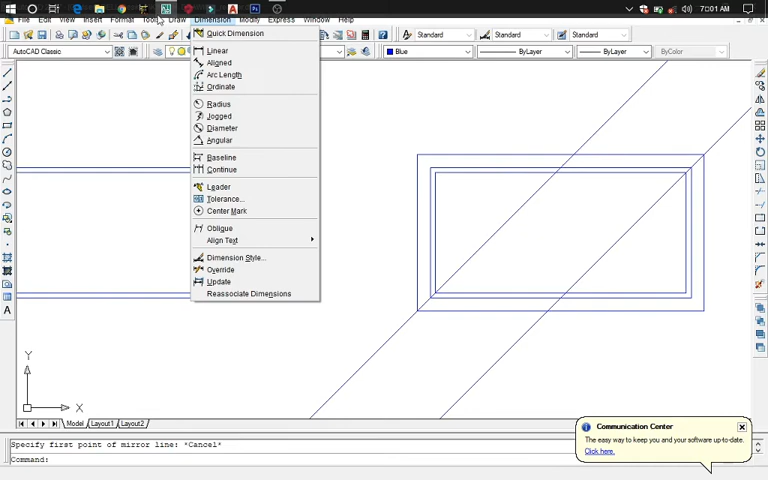 7:01 AM
File Edit View Insert Format Tools Draw Dimension Modify Express Window Help
Standard Standard Standard
AutoCAD Classic Blue ByLayer ByLayer ByColor
Quick Dimension
Linear
Aligned
Arc Length
Ordinate
Radius
Jogged
Diameter
Angular
Baseline
Continue
Leader
Tolerance...
Center Mark
Oblique
Align Text
Dimension Style...
Override
Update
Reassociate Dimensions
Y
X
Model Layout1 Layout2
Communication Center
The easy way to keep you and your software up-to-date.
Click here.
Specify first point of mirror line: *Cancel*
Command: